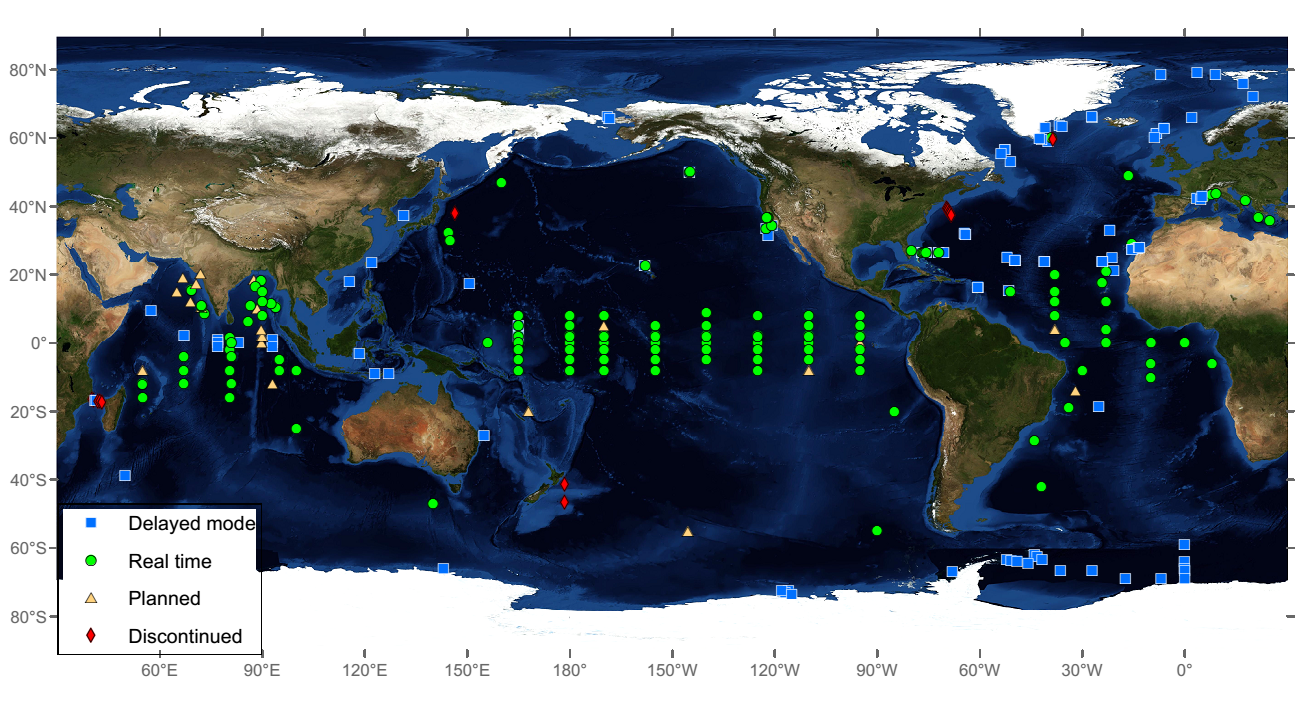 80°N
60°N
40°N
20°N
0°
20°S
40°S
60°S
80°S
Delayed mode
Real time
Planned
Discontinued
60°E
90°E
120°E
150°E
180°
150°W
120°W
90°W
60°W
30°W
0°